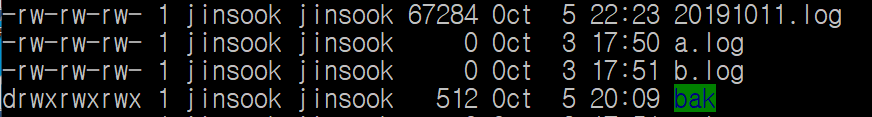 -rw-rw-rw- 1 jinsook jinsook 67284 Oct  5 22:23 20191011.log
-rw-rw-rw- 1 jinsook jinsook     0 Oct  3 17:50 a.log
-rw-rw-rw- 1 jinsook jinsook     0 Oct  3 17:51 b.log
drwxrwxrwx 1 jinsook jinsook   512 Oct  5 20:09 bak